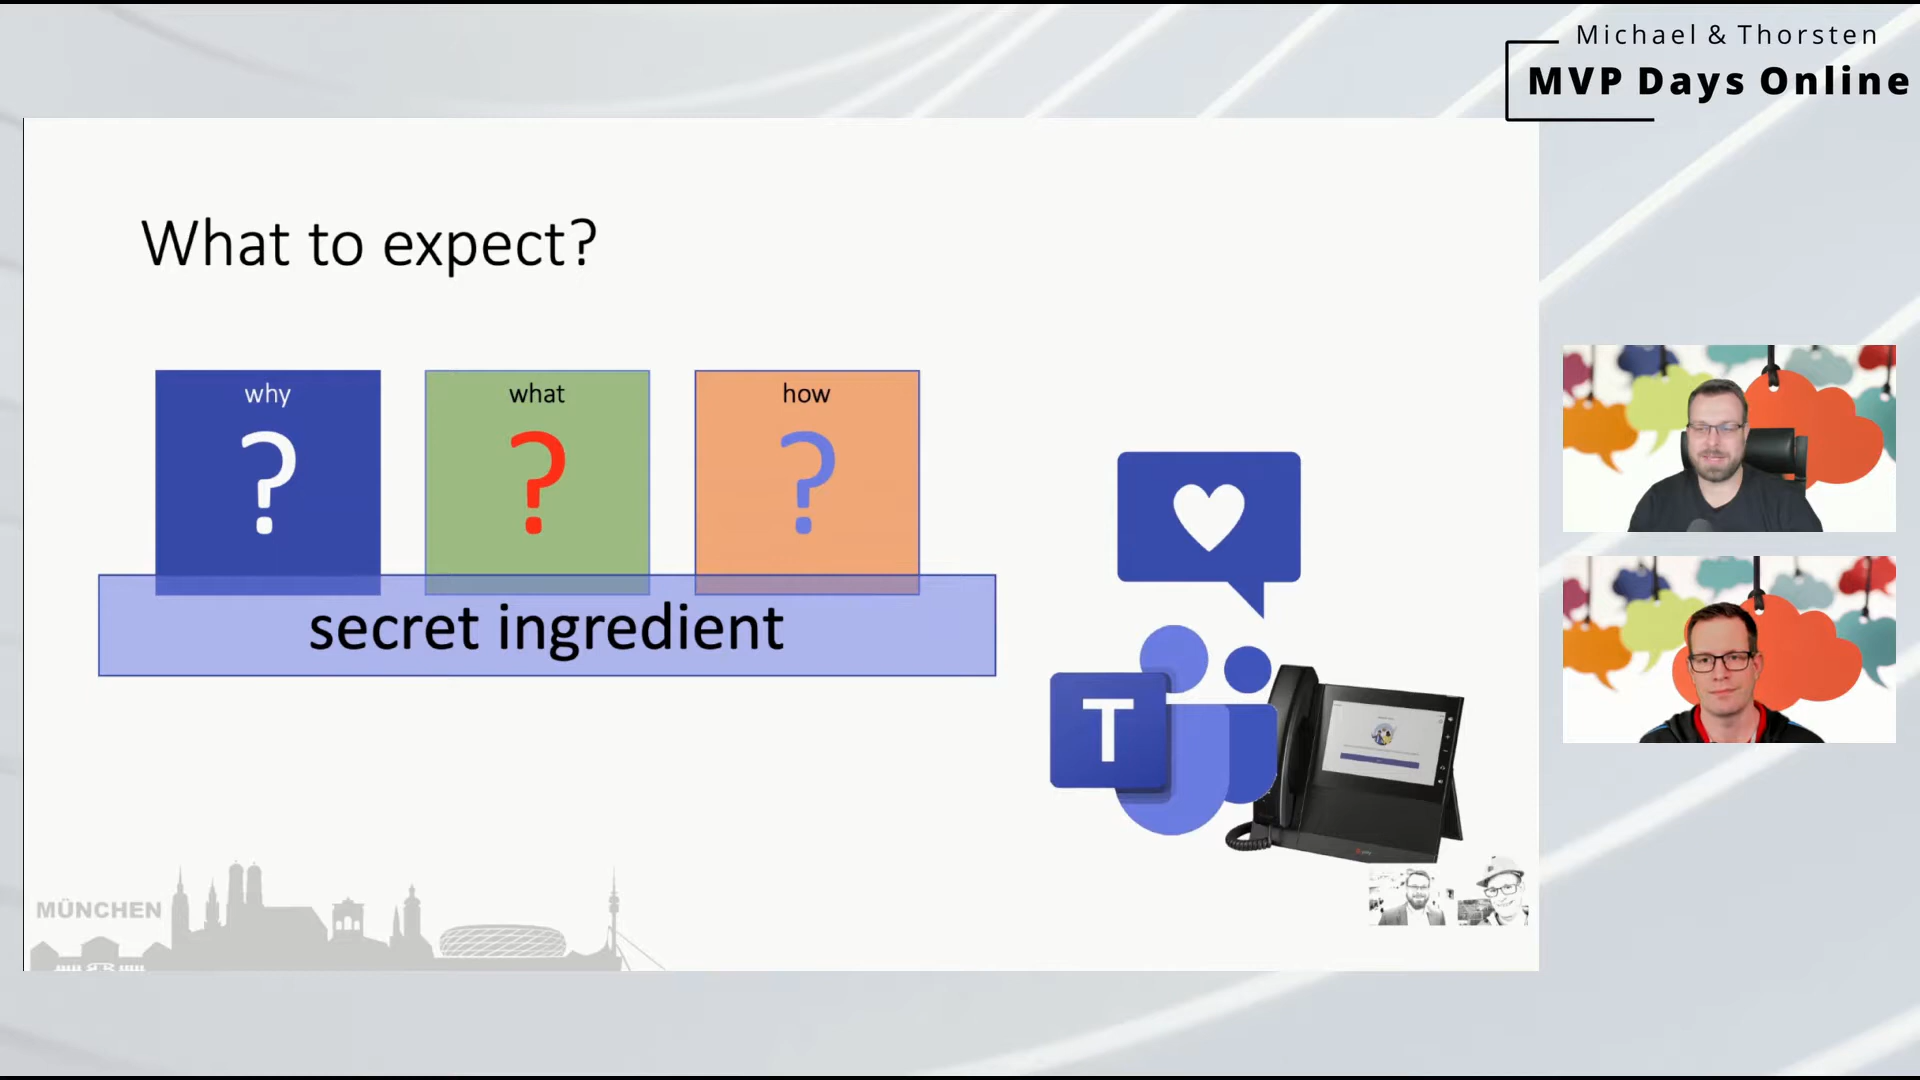 Michael & Thorsten
MVP Days Online
What to expect?
why
?
what
?
how
?
secret ingredient
T
MÜNCHEN